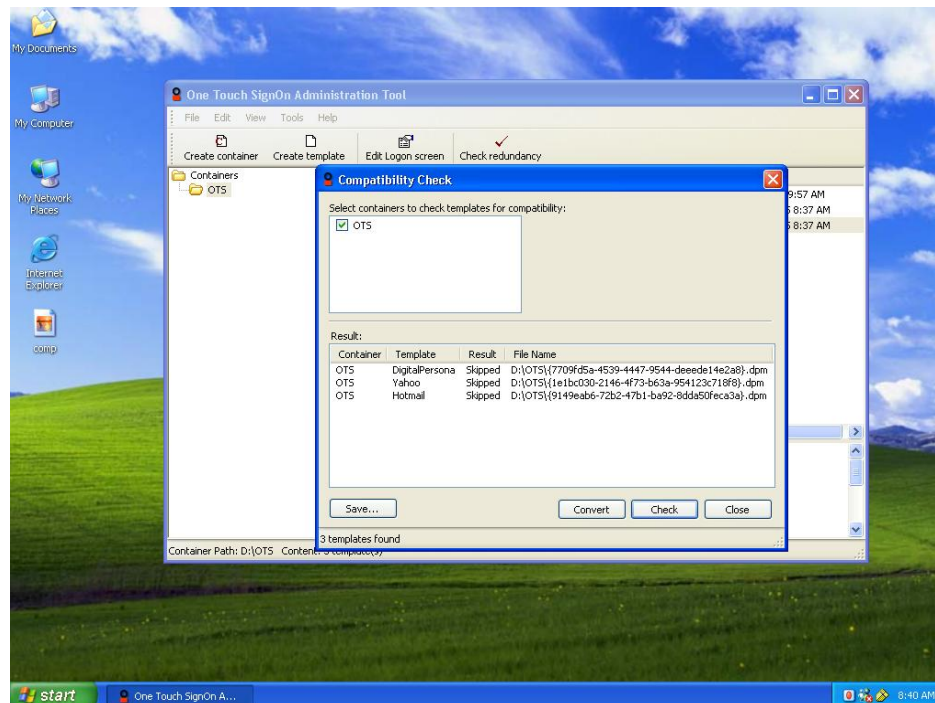 My Documents
My Computer
My Network
Places
Internet
Explorer
comp
One Touch SignOn Administration Tool
File Edit View Tools Help
Create container Create template Edit Logon screen Check redundancy
Containers
OTS
9:57 AM
8:37 AM
8:37 AM
Compatibility Check
Select containers to check templates for compatibility:
OTS
Result:
Container Template Result File Name
OTS DigitalPersona Skipped D:\OTS\{7709fd5a-4539-4447-9544-deeede14e2a8}.dpm
OTS Yahoo Skipped D:\OTS\{1e1bc030-2146-4f73-b63a-954123c718f8}.dpm
OTS Hotmail Skipped D:\OTS\{9149eab6-72b2-47b1-ba92-8dda50feca3a}.dpm
Save... Convert Check Close
3 templates found
Container Path: D:\OTS Content: 3 template(s)
start One Touch SignOn A... 8:40 AM